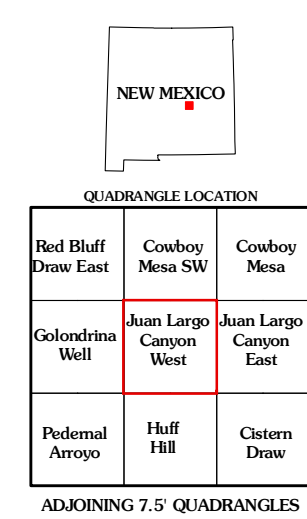 NEW MEXICO
QUADRANGLE LOCATION
Red Bluff
Draw East
Cowboy
Mesa SW
Cowboy
Mesa
Golondrina
Well
Juan Largo
Canyon
West
Juan Largo
Canyon
East
Pedernal
Arroyo
Huff
Hill
Cistern
Draw
ADJOINING 7.5' QUADRANGLES